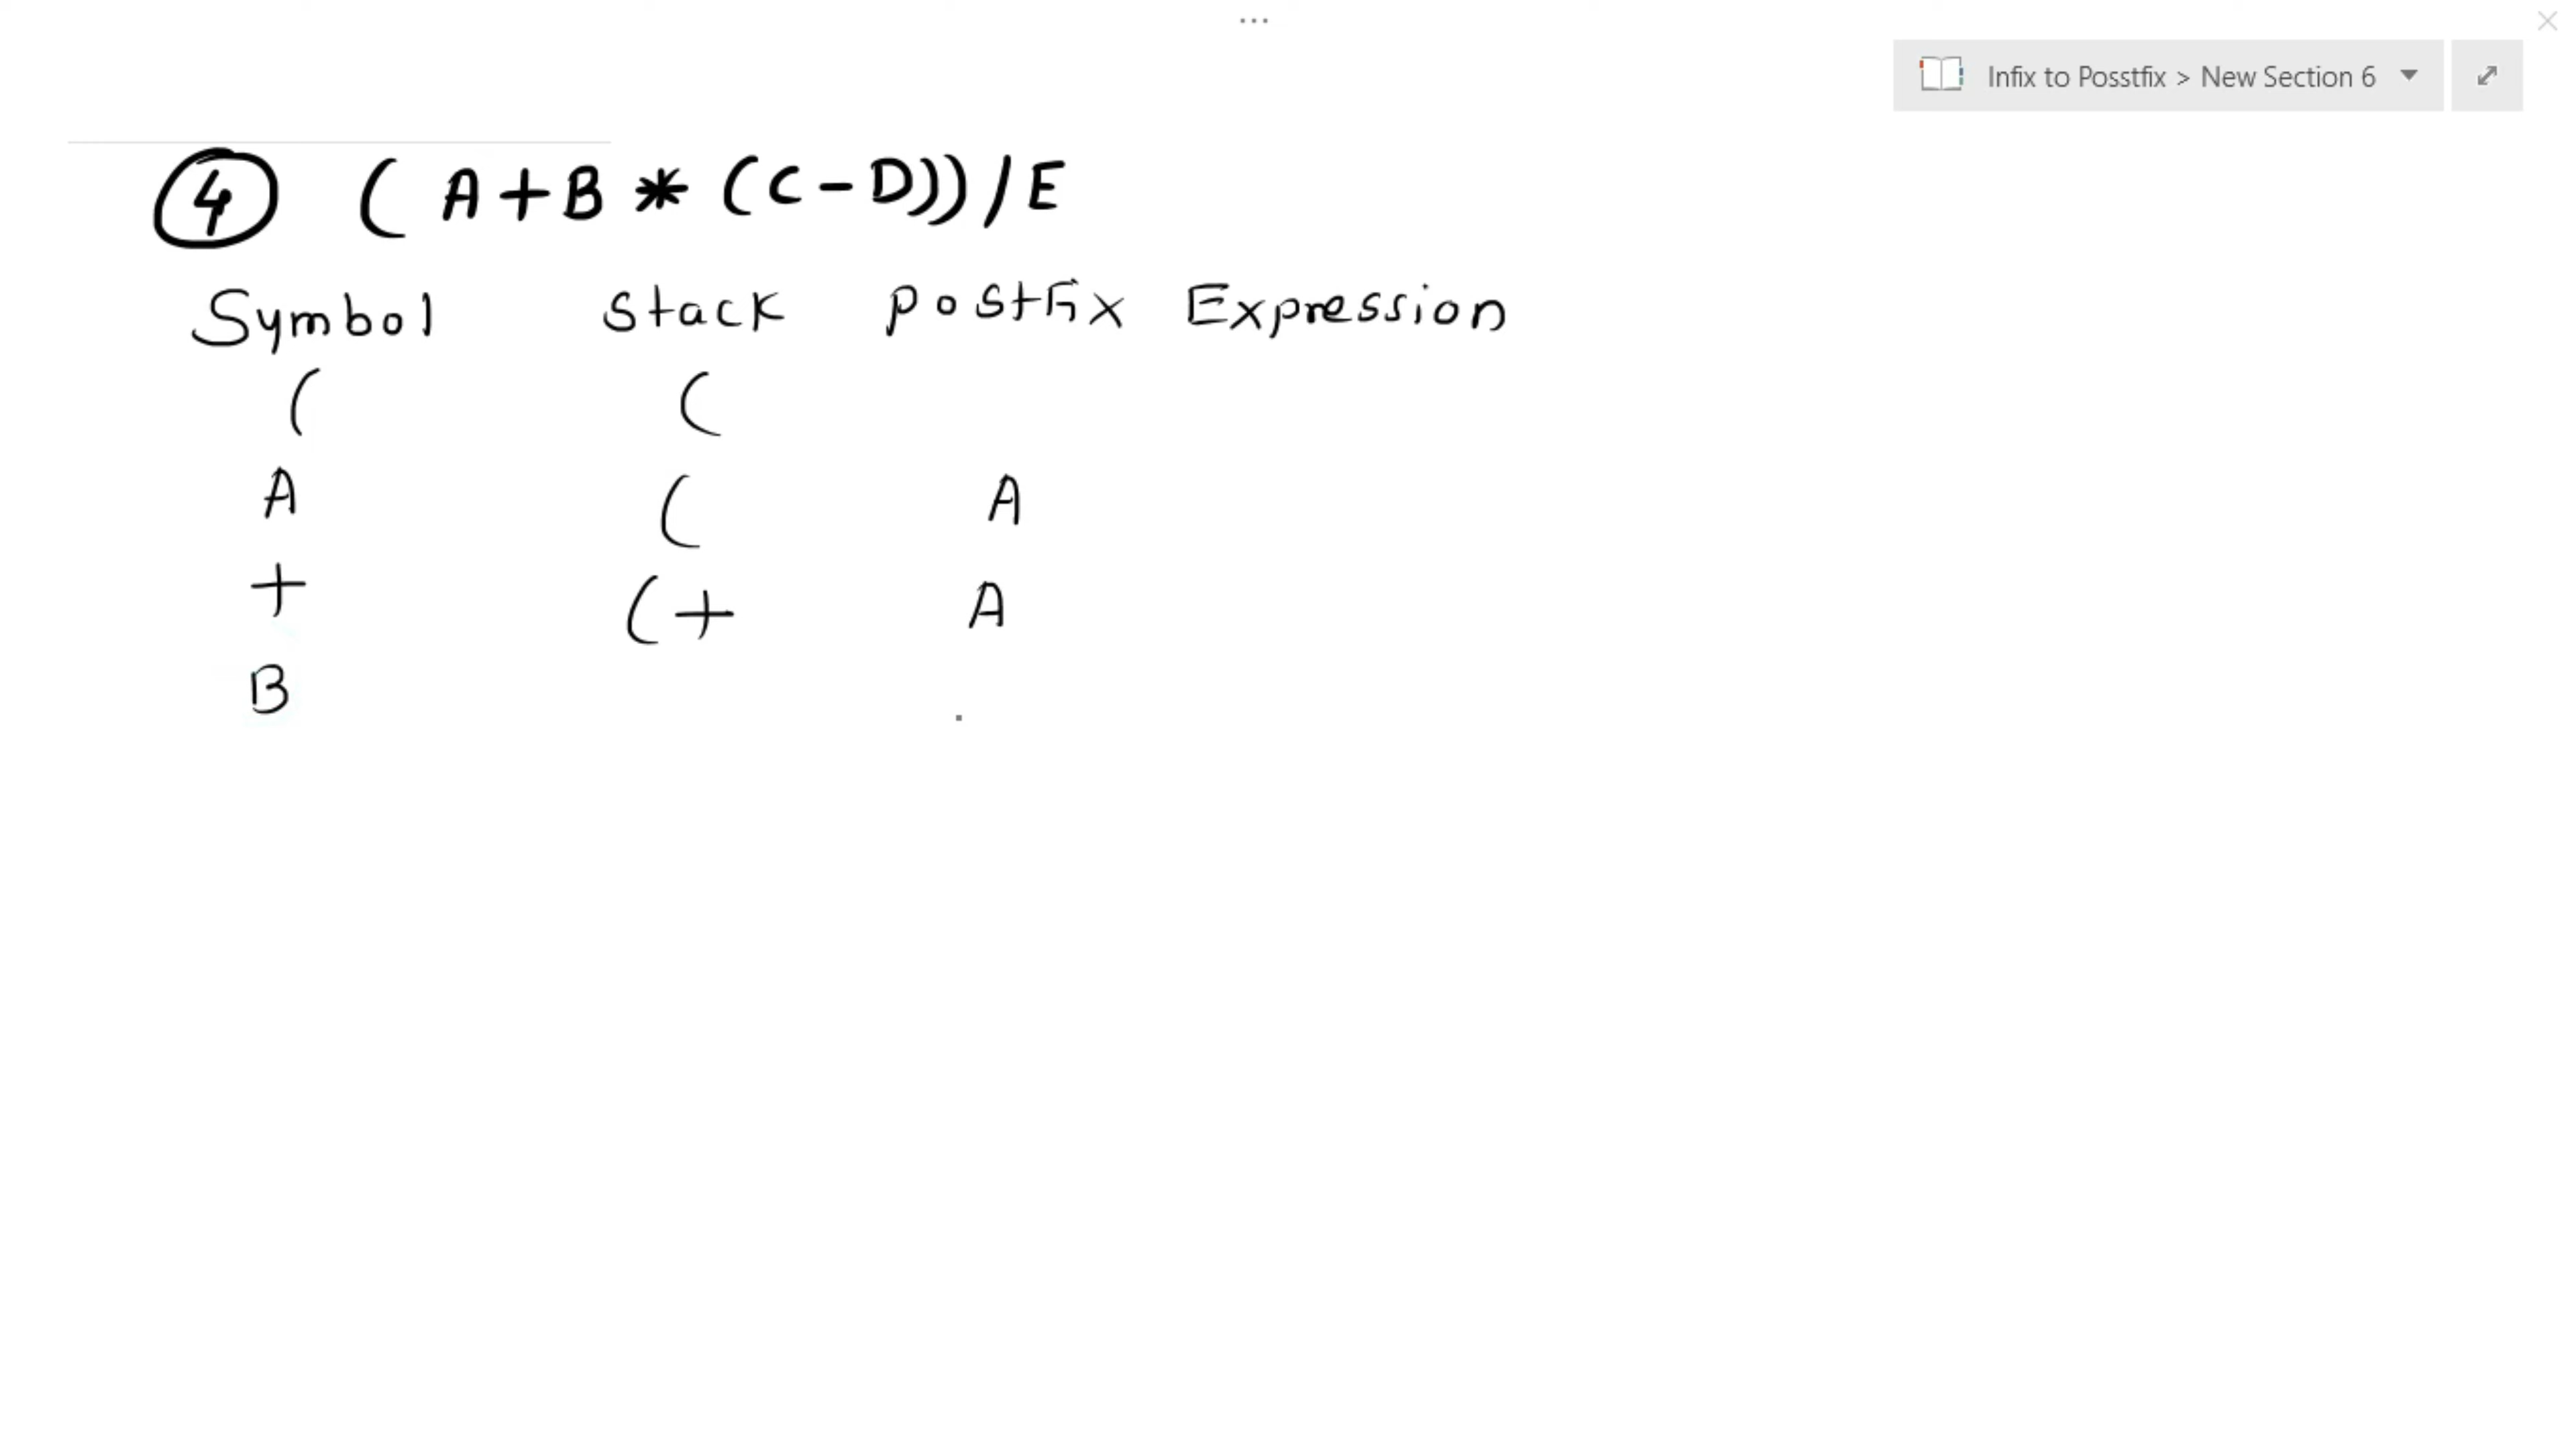 ...
Infix to Posstfix > New Section 6
4 ( A+B * (C-D))/E
Symbol Stack Postfix Expression
( (
A ( A
+ (+ A
B